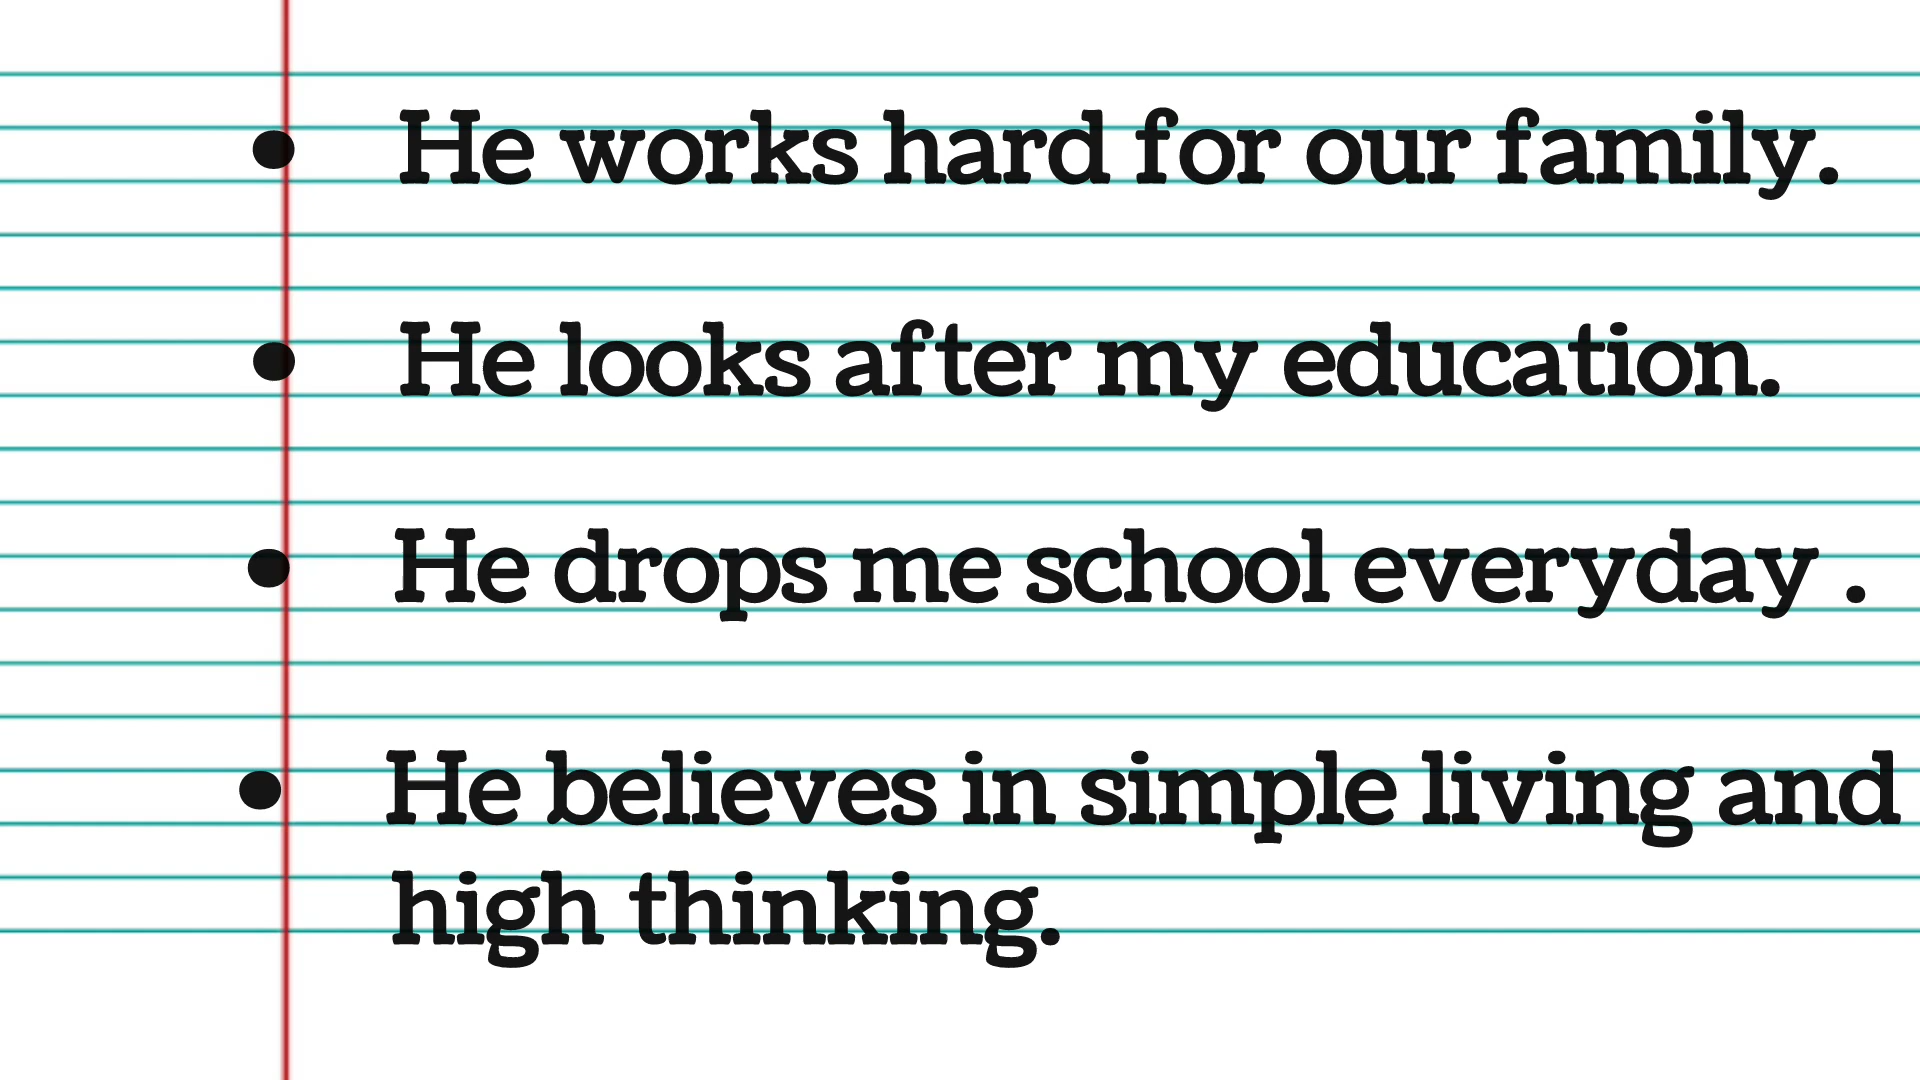 • He works hard for our family.
• He looks after my education.
• He drops me school everyday .
• He believes in simple living and
high thinking.